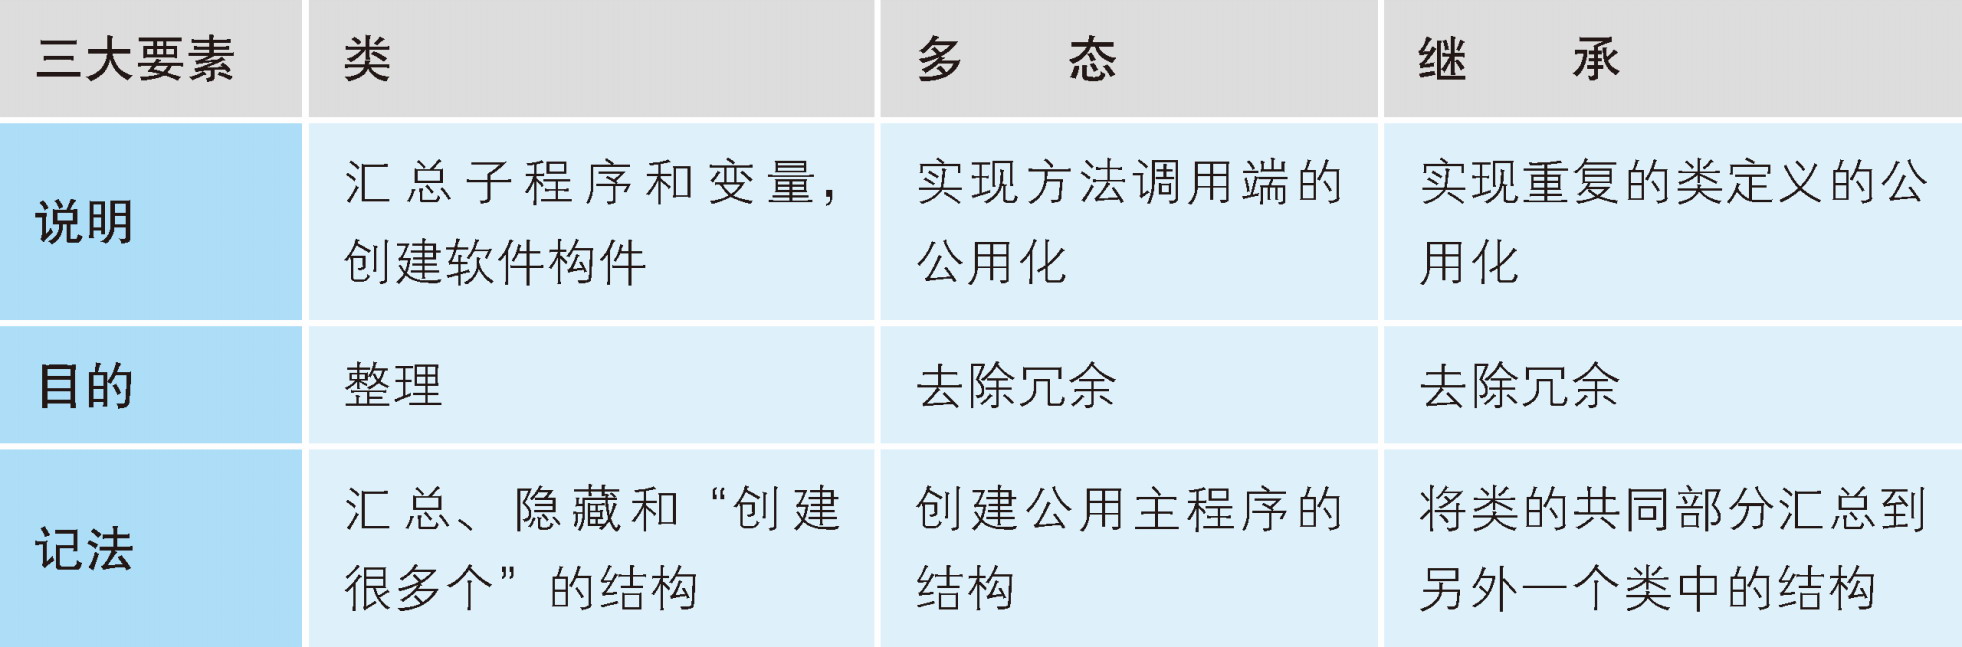 三大要素 类 多态 继承
说明 汇总子程序和变量, 实现方法调用端的 实现重复的类定义的公
创建软件构件 公用化 用化
目的 整理 去除冗余 去除冗余
记法 汇总、隐藏和“创建 创建公用主程序的 将类的共同部分汇总到
很多个”的结构 结构 另外一个类中的结构